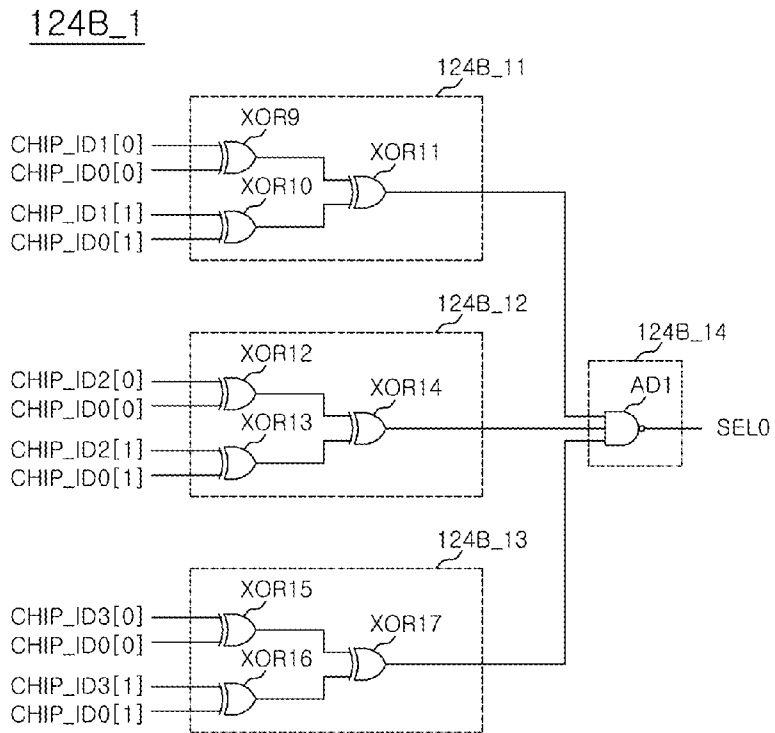 124B_1
124B_11
XOR9
CHIP_ID1[0]
CHIP_ID0[0]
XOR11
XOR10
CHIP_ID1[1]
CHIP_ID0[1]
124B_12
XOR12
124B_14
CHIP_ID2[0]
CHIP_ID0[0]
XOR14
AD1
XOR13
SEL0
CHIP_ID2[1]
CHIP_ID0[1]
124B_13
XOR15
CHIP_ID3[0]
CHIP_ID0[0]
XOR17
XOR16
CHIP_ID3[1]
CHIP_ID0[1]